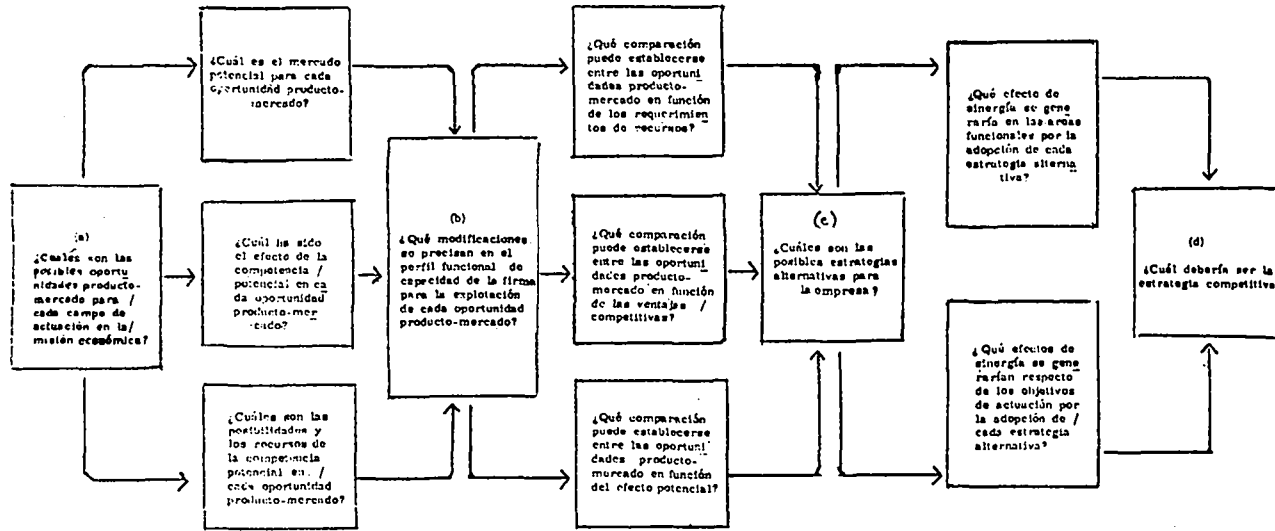 (a)
¿Cuáles son las
posibles oportu
nidades producto-
mercado para /
cada campo de
actuación en la/
misión económica?
¿Cuál es el mercado
potencial para cada
oportunidad producto-
mercado?
¿Cuál ha sido
el efecto de la
competencia /
potencial en ca
da oportunidad
producto-mer
cado?
¿Cuáles son las
posibilidades y
los recursos de
la competencia
potencial en. /
cada oportunidad
producto-mercado?
(b)
¿Qué modificaciones
se precisan en el
perfil funcional de
capacidad de la firma
para la explotación
de cada oportunidad
producto-mercado?
¿Qué comparación
puede establecerse
entre las oportuni
dades producto-
mercado en función
de los requerimien
tos de recursos?
¿Qué comparación
puede establecerse
entre las oportuni
dades producto-
mercado en función
de las ventajas /
competitivas?
¿Qué comparación
puede establecerse
entre las oportuni
dades producto-
mercado en función
del efecto potencial?
(c)
¿Cuáles son las
posiblea estrategias
alternativas para
la empresa?
¿Qué efecto de
sinergía se gene
raría en las areas
funcionales por la
adopción de cada
estrategia alterna
tiva?
¿Qué efectos de
sinergía se gene
rarían respecto
de los objetivos
de actuación por
la adopción de /
cada estrategia
alternativa?
(d)
¿Cuál debería ser la
estrategia competitiva